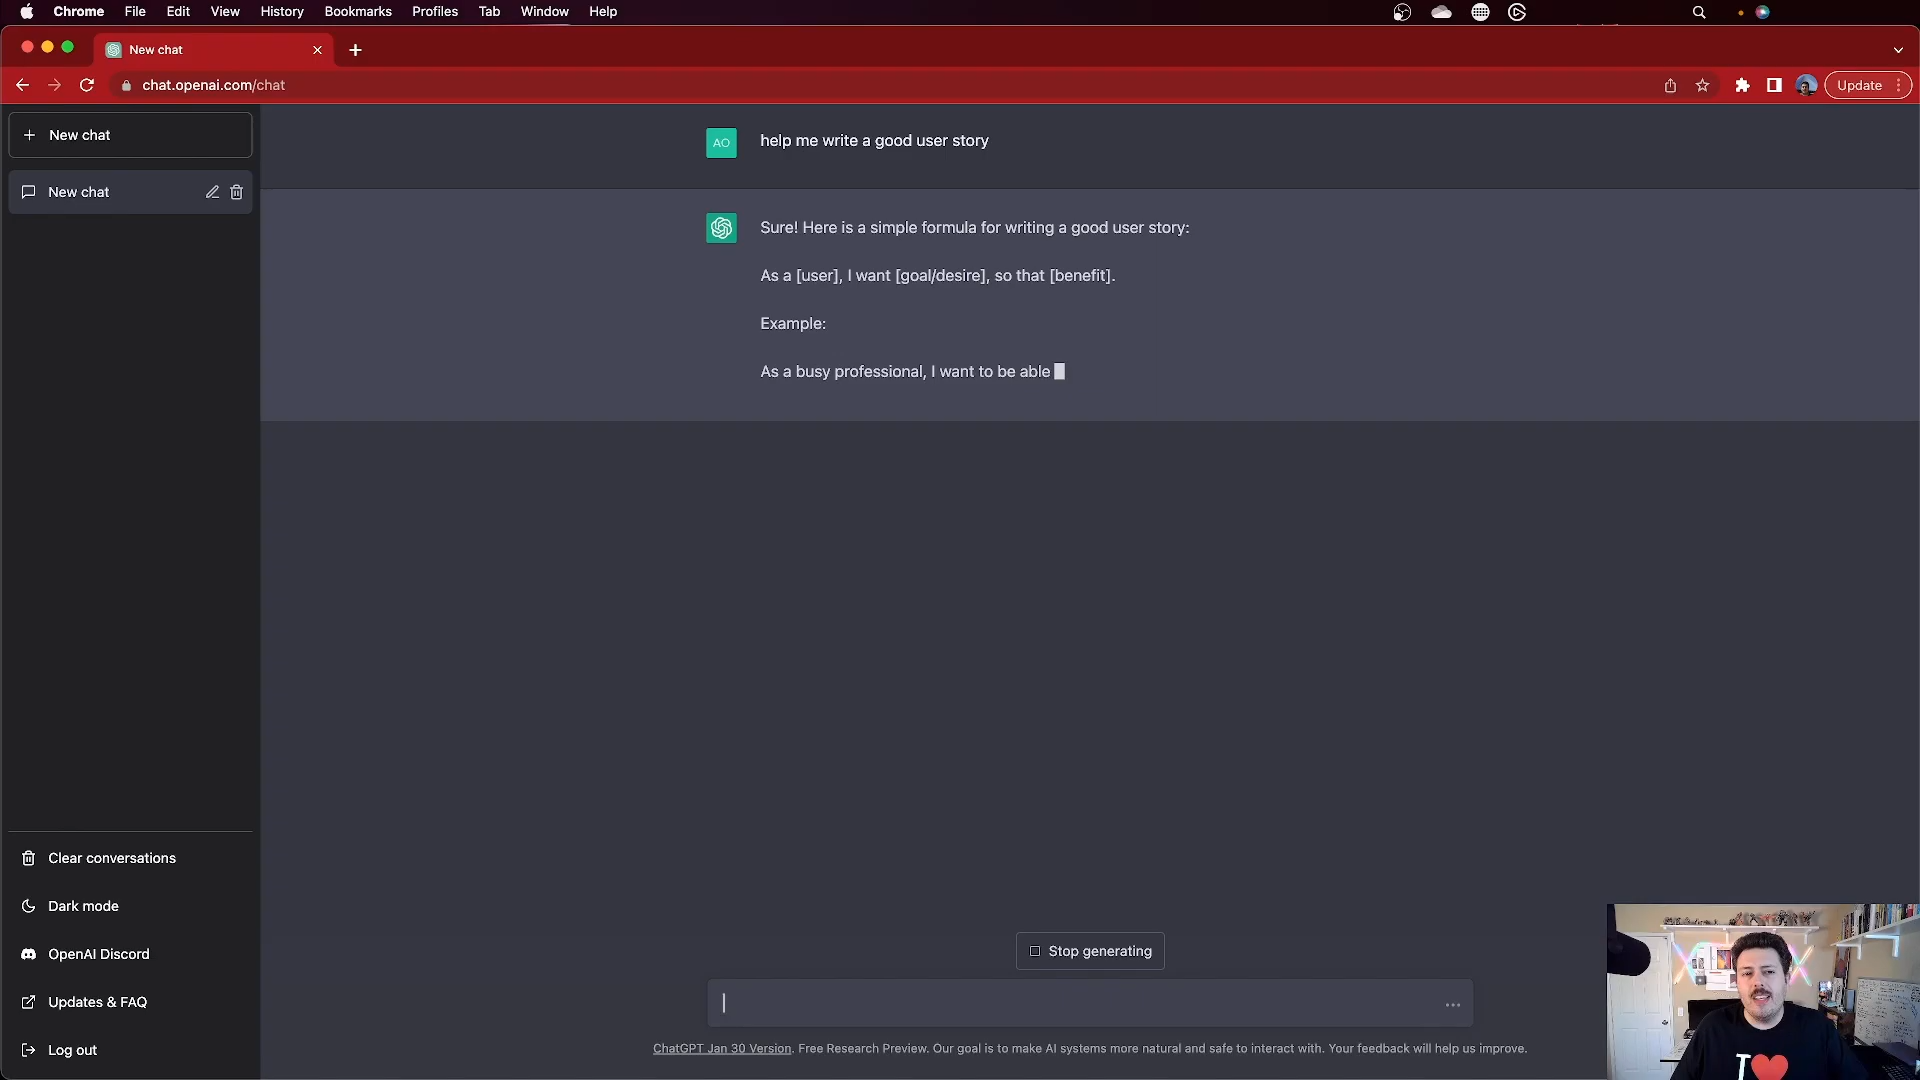 Chrome File Edit View History Bookmarks Profiles Tab Window Help
New chat
chat.openai.com/chat
Update
New chat
New chat
AO
help me write a good user story
Sure! Here is a simple formula for writing a good user story:
As a [user], I want [goal/desire], so that [benefit].
Example:
As a busy professional, I want to be able
Clear conversations
Dark mode
OpenAI Discord
Updates & FAQ
Log out
Stop generating
ChatGPT Jan 30 Version. Free Research Preview. Our goal is to make AI systems more natural and safe to interact with. Your feedback will help us improve.
I